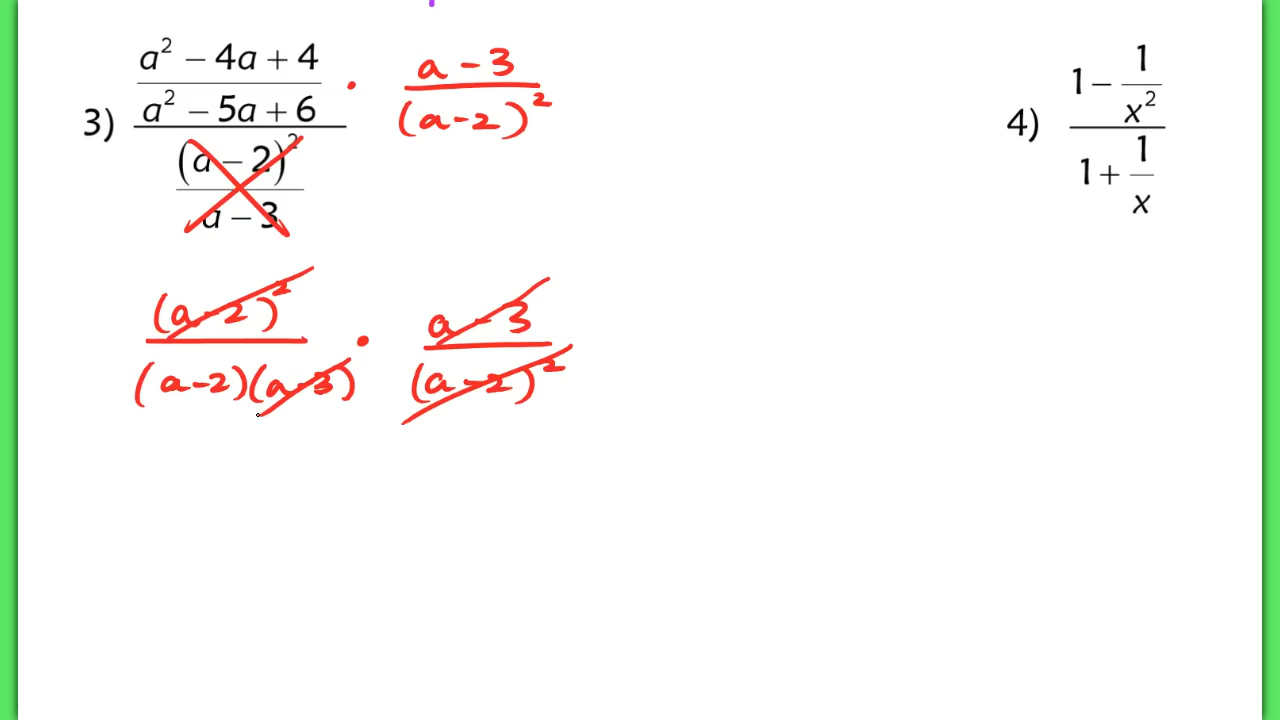 3) (a² − 4a + 4)/(a² − 5a + 6) / ((a − 2)²/(a − 3)) · (a − 3)/(a − 2)²
(a − 2)²/((a − 2)(a − 3)) · (a − 3)/(a − 2)²
4) (1 − 1/x²)/(1 + 1/x)